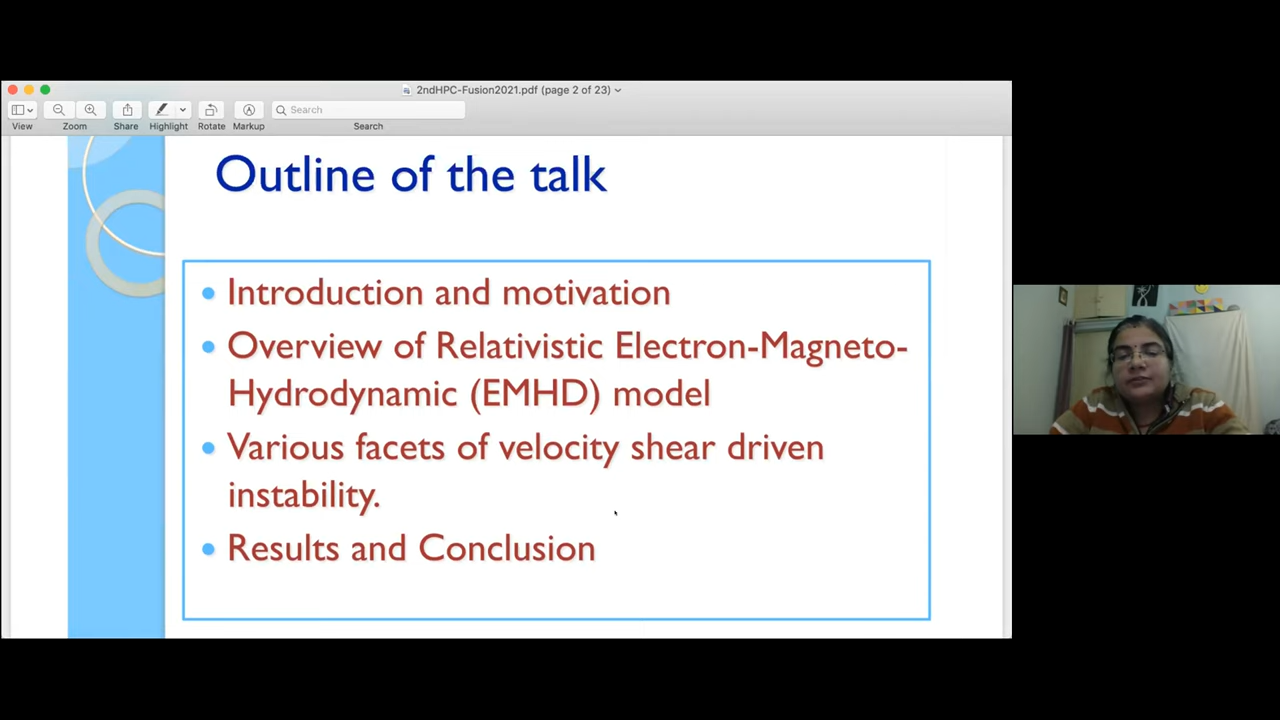 2ndHPC-Fusion2021.pdf (page 2 of 23)
Search
View Zoom Share Highlight Rotate Markup Search
Outline of the talk
• Introduction and motivation
• Overview of Relativistic Electron-Magneto-
Hydrodynamic (EMHD) model
• Various facets of velocity shear driven
instability.
• Results and Conclusion